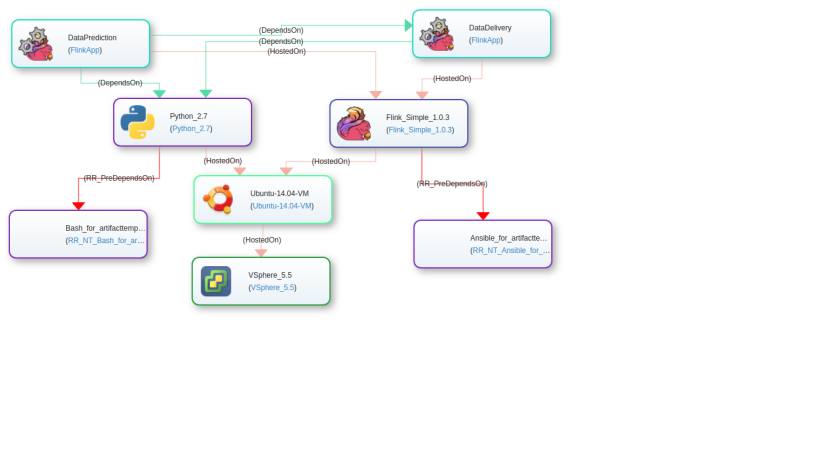 DataPrediction
(FlinkApp)
DataDelivery
(FlinkApp)
(DependsOn)
(DependsOn)
(HostedOn)
(DependsOn)
(HostedOn)
Python_2.7
(Python_2.7)
Flink_Simple_1.0.3
(Flink_Simple_1.0.3)
(HostedOn)
(HostedOn)
(RR_PreDependsOn)
(RR_PreDependsOn)
Ubuntu-14.04-VM
(Ubuntu-14.04-VM)
Bash_for_artifacttemp...
(RR_NT_Bash_for_ar...
Ansible_for_artifactte...
(RR_NT_Ansible_for_...
(HostedOn)
VSphere_5.5
(VSphere_5.5)